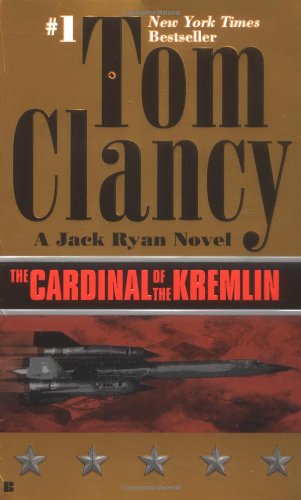 #1 New York Times
Bestseller
Tom
Clancy
A Jack Ryan Novel
THE CARDINAL OF THE KREMLIN
B